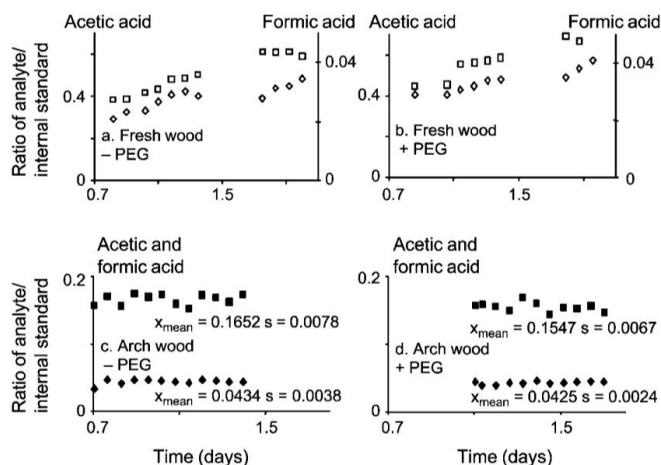 Acetic acid
Formic acid
Acetic acid
Formic acid
Ratio of analyte/
internal standard
0.4
0
0.04
0
a. Fresh wood
– PEG
0.7
1.5
0.4
0
0.04
0
b. Fresh wood
+ PEG
0.7
1.5
Acetic and
formic acid
Ratio of analyte/
internal standard
0.2
0
xmean = 0.1652 s = 0.0078
c. Arch wood
– PEG
xmean = 0.0434 s = 0.0038
0.7
1.5
Time (days)
Acetic and
formic acid
0.2
0
xmean = 0.1547 s = 0.0067
d. Arch wood
+ PEG
xmean = 0.0425 s = 0.0024
0.7
1.5
Time (days)